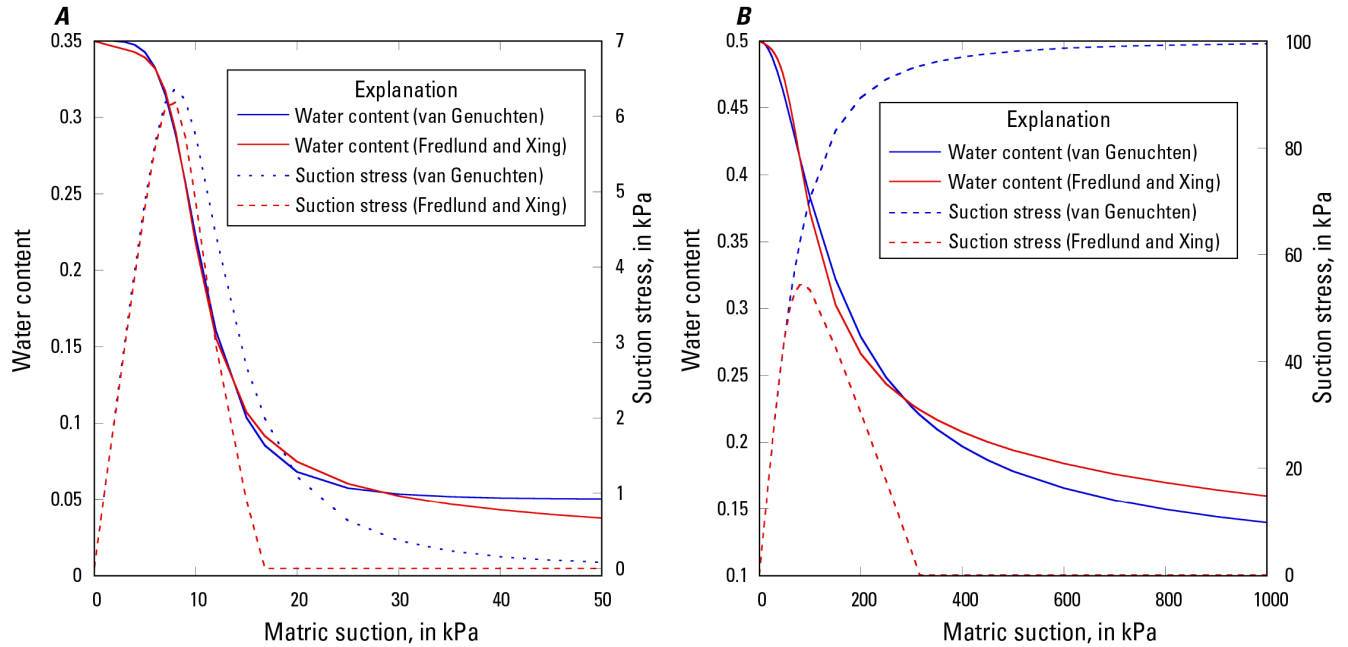 A
0.35
0.3
0.25
0.2
0.15
0.1
0.05
0
Water content
Explanation
Water content (van Genuchten)
Water content (Fredlund and Xing)
Suction stress (van Genuchten)
Suction stress (Fredlund and Xing)
7
6
5
4
3
2
1
0
Suction stress, in kPa
0 10 20 30 40 50
Matric suction, in kPa
B
0.5
0.45
0.4
0.35
0.3
0.25
0.2
0.15
0.1
Water content
Explanation
Water content (van Genuchten)
Water content (Fredlund and Xing)
Suction stress (van Genuchten)
Suction stress (Fredlund and Xing)
100
80
60
40
20
0
Suction stress, in kPa
0 200 400 600 800 1000
Matric suction, in kPa